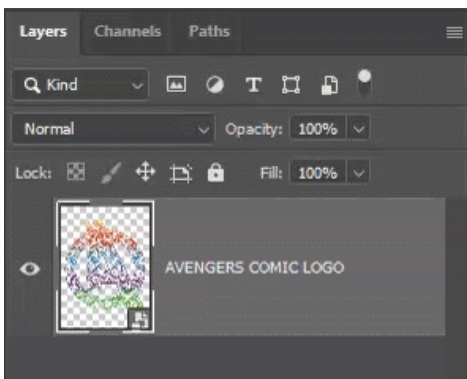 Layers Channels Paths
Kind
Normal Opacity: 100%
Lock: Fill: 100%
AVENGERS COMIC LOGO